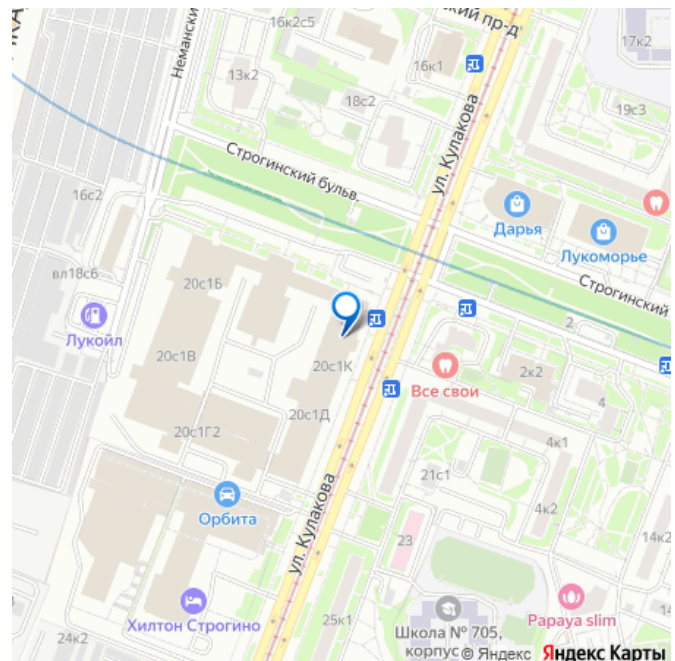 16к2с5
ский пр-д
17к2
Неманский
16к1
13к2
18с2
19с3
ул. Кулакова
Строгинский бульв.
16с2
Дарья
Лукоморье
вл18с6
20с1Б
Строгинский
Лукойл
2
20с1В
20с1К
2к2
Все свои
4
20с1Д
20с1Г2
4к1
21с1
4к2
Орбита
ул. Кулакова
23
14к2
Хилтон Строгино
25к1
Papaya slim
14
24к2
Школа № 705,
корпус
© Яндекс Яндекс Карты